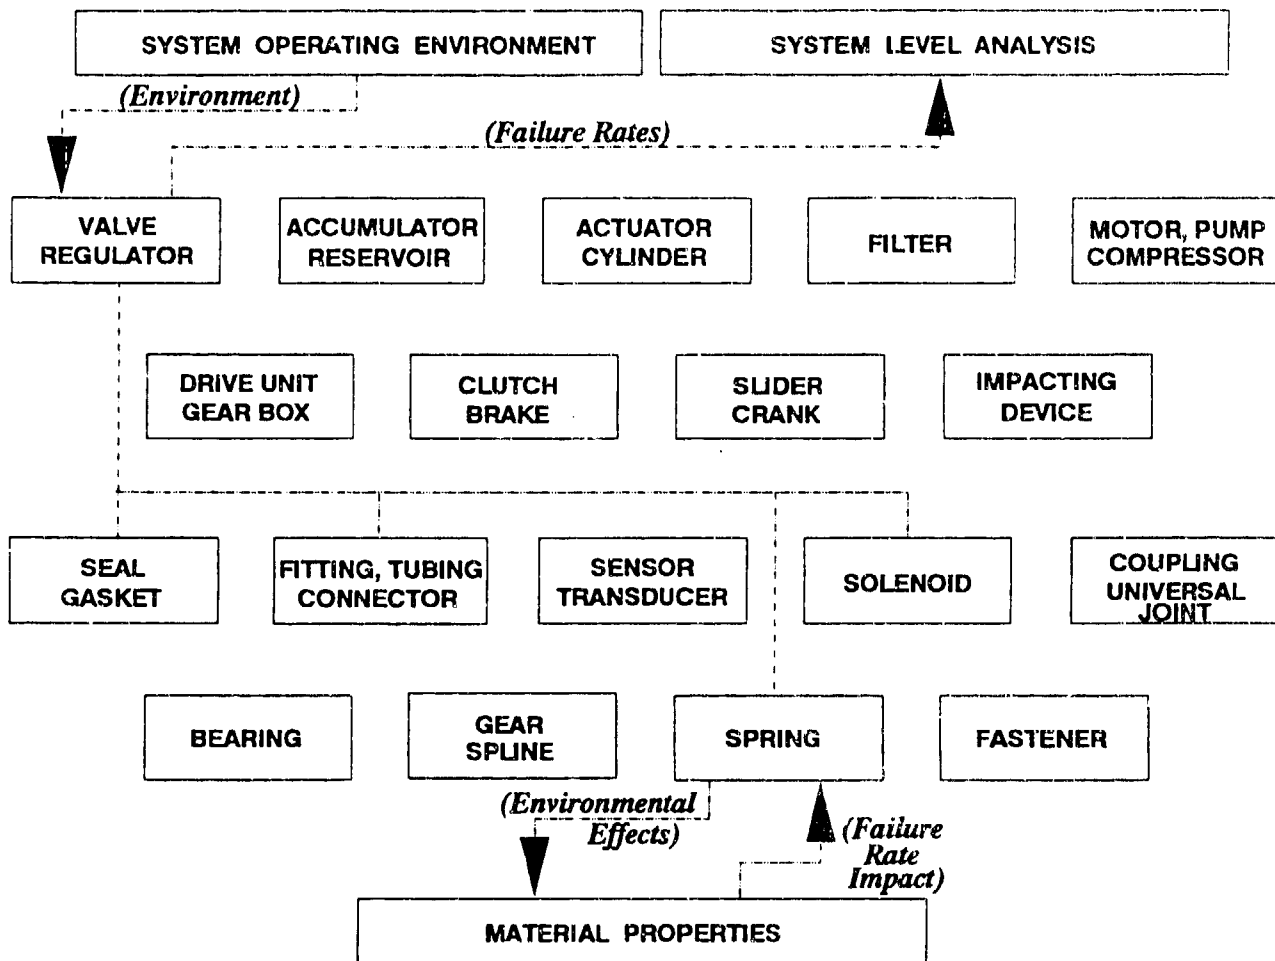 SYSTEM OPERATING ENVIRONMENT
SYSTEM LEVEL ANALYSIS
(Environment)
(Failure Rates)
VALVE
REGULATOR
ACCUMULATOR
RESERVOIR
ACTUATOR
CYLINDER
FILTER
MOTOR, PUMP
COMPRESSOR
DRIVE UNIT
GEAR BOX
CLUTCH
BRAKE
SLIDER
CRANK
IMPACTING
DEVICE
SEAL
GASKET
FITTING, TUBING
CONNECTOR
SENSOR
TRANSDUCER
SOLENOID
COUPLING
UNIVERSAL
JOINT
BEARING
GEAR
SPLINE
SPRING
FASTENER
(Environmental
Effects)
(Failure
Rate
Impact)
MATERIAL PROPERTIES